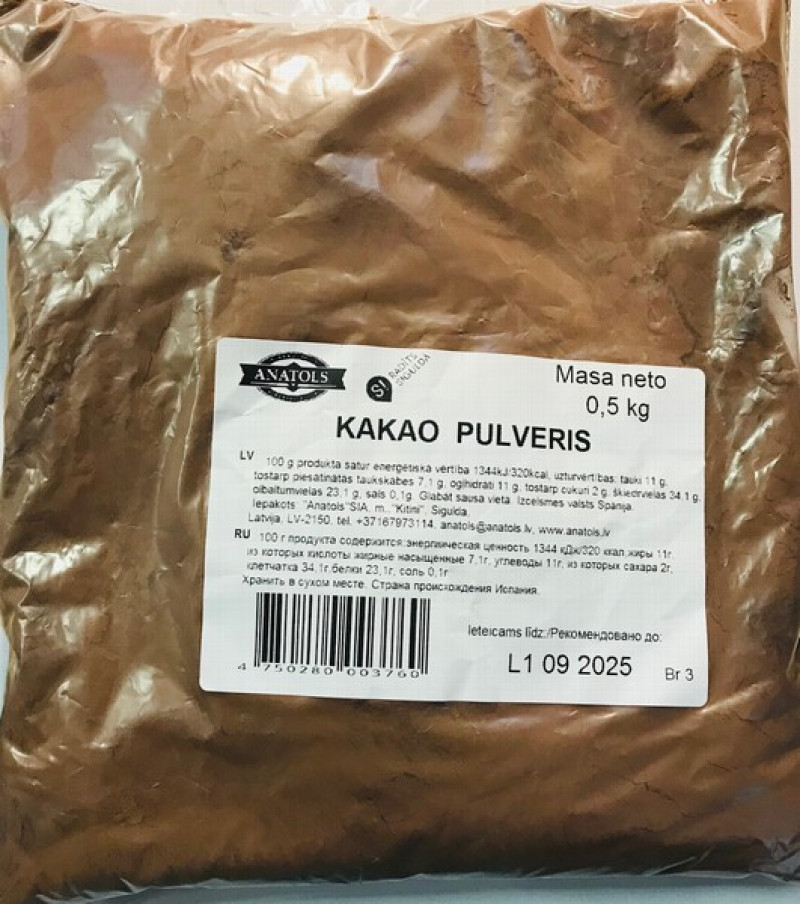 ANATOLS
S!
RADĪTS
SIGULDĀ
Masa neto
0,5 kg
KAKAO PULVERIS
LV 100 g produkta satur enerģētiskā vērtība 1344kJ/320kcal, uzturvērtības: tauki 11 g,
tostarp piesātinātās taukskābes 7,1 g, ogļhidrāti 11 g, tostarp cukuri 2 g, šķiedrvielas 34,1 g,
olbaltumvielas 23,1 g, sāls 0,1g. Glabāt sausā vietā. Izcelsmes valsts Spānija.
Iepakots: "Anatols"SIA, m.,"Kitiņi", Sigulda,
Latvija, LV-2150, tel. +37167973114, anatols@anatols.lv, www.anatols.lv
RU 100 г продукта содержится:энергиическая ценность 1344 кДж/320 ккал,жиры 11г,
из которых кислоты жирные насыщенные 7,1г, углеводы 11г, из которых сахара 2г,
клетчатка 34,1г,белки 23,1г, соль 0,1г
Хранить в сухом месте. Страна происхождения Испания.
4 750280 003760
Ieteicams līdz:/Рекомендовано до:
L1 09 2025
Br 3